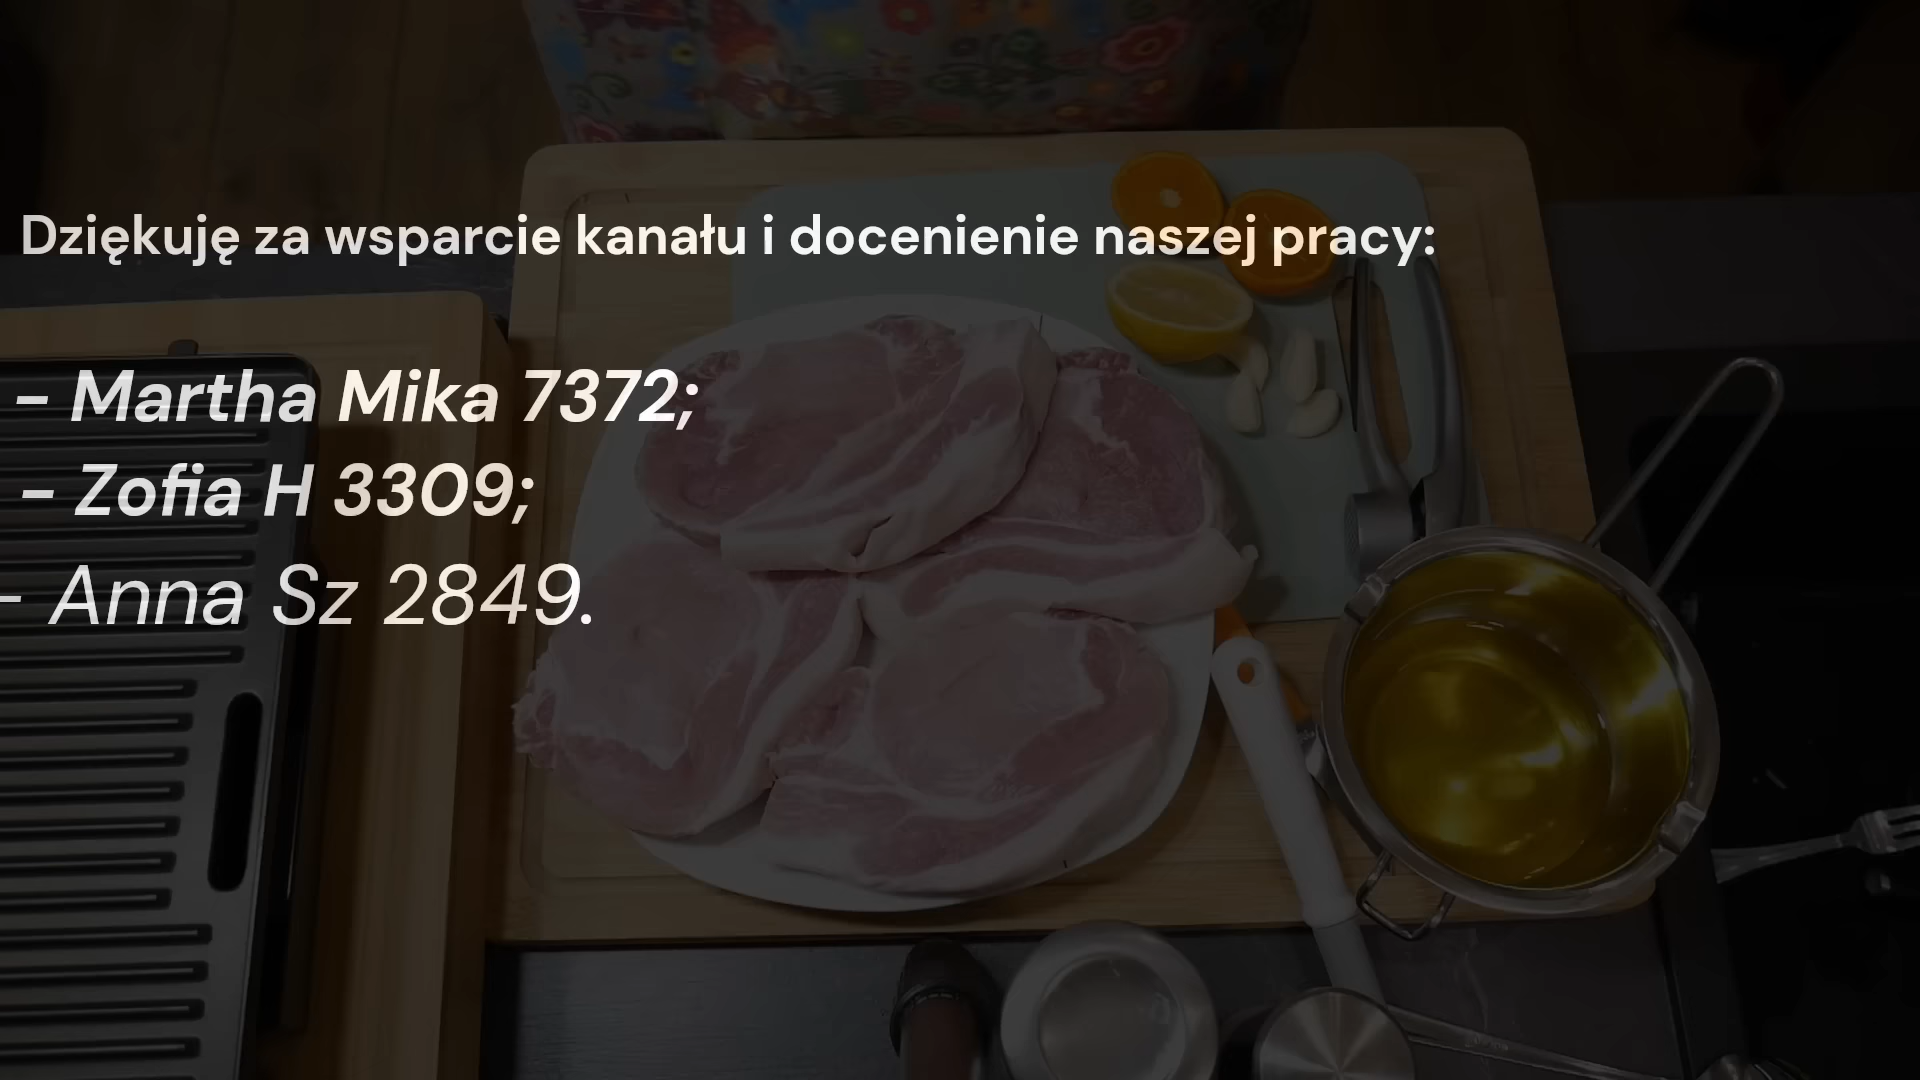 Dziękuję za wsparcie kanału i docenienie naszej pracy:
- Martha Mika 7372;
- Zofia H 3309;
- Anna Sz 2849.